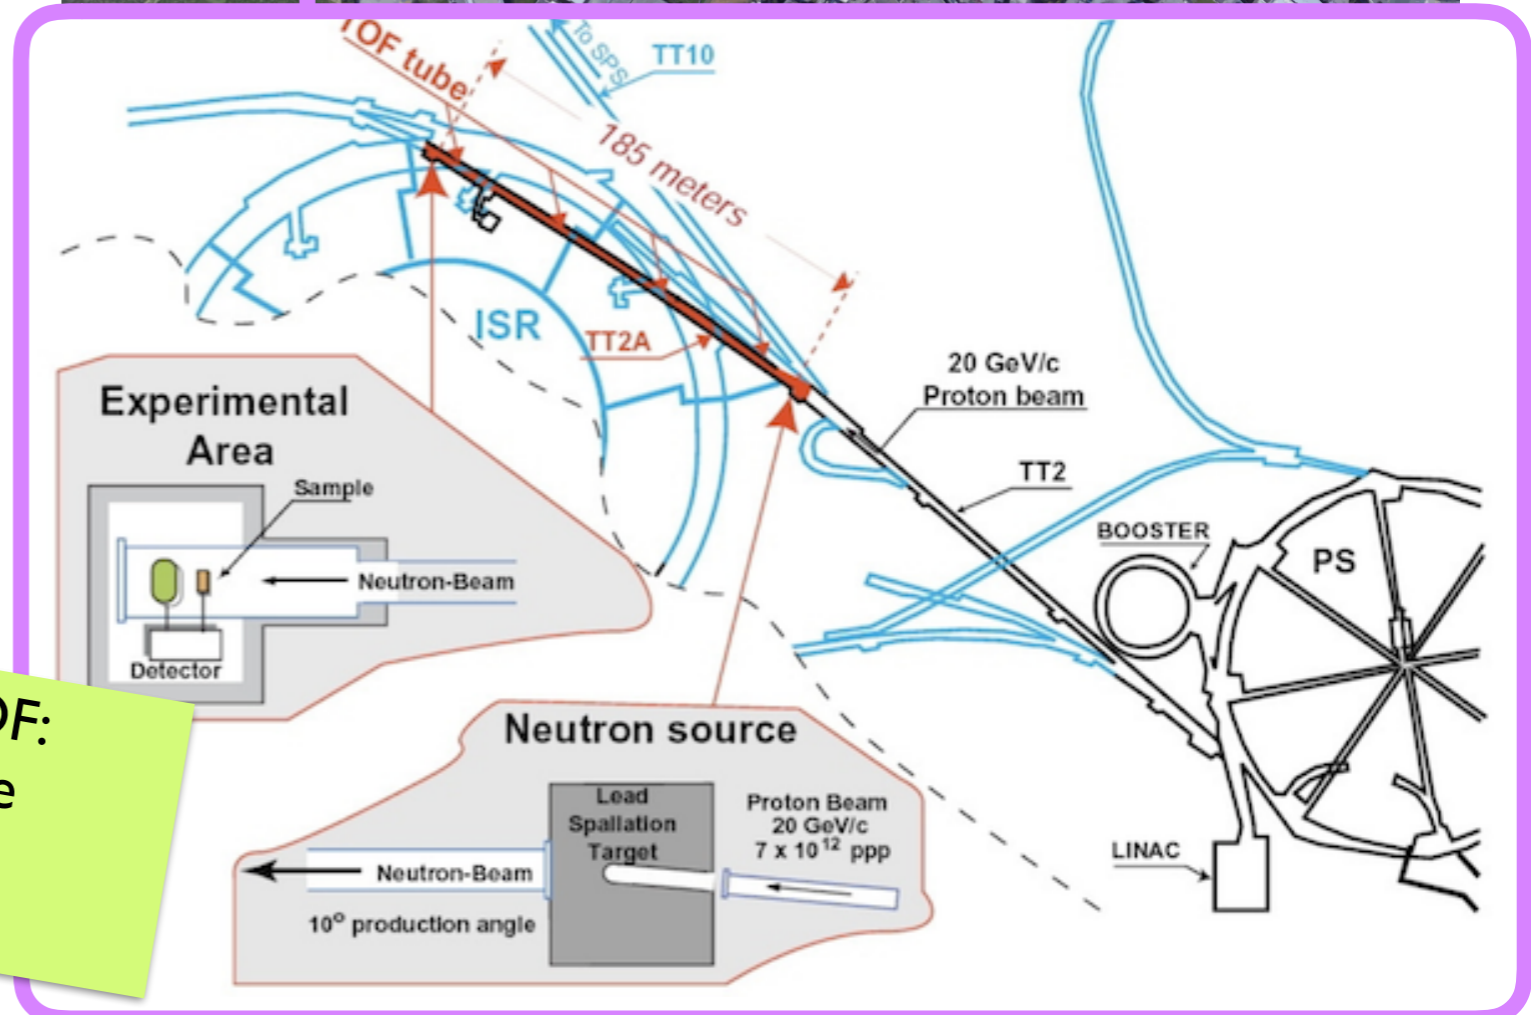 TOF tube
To SPS
TT10
185 meters
ISR
TT2A
20 GeV/c
Proton beam
TT2
BOOSTER
PS
LINAC
Experimental
Area
Sample
Neutron-Beam
Detector
Neutron source
Lead
Spallation
Target
Proton Beam
20 GeV/c
7 x 10¹² ppp
Neutron-Beam
10° production angle
OF:
e